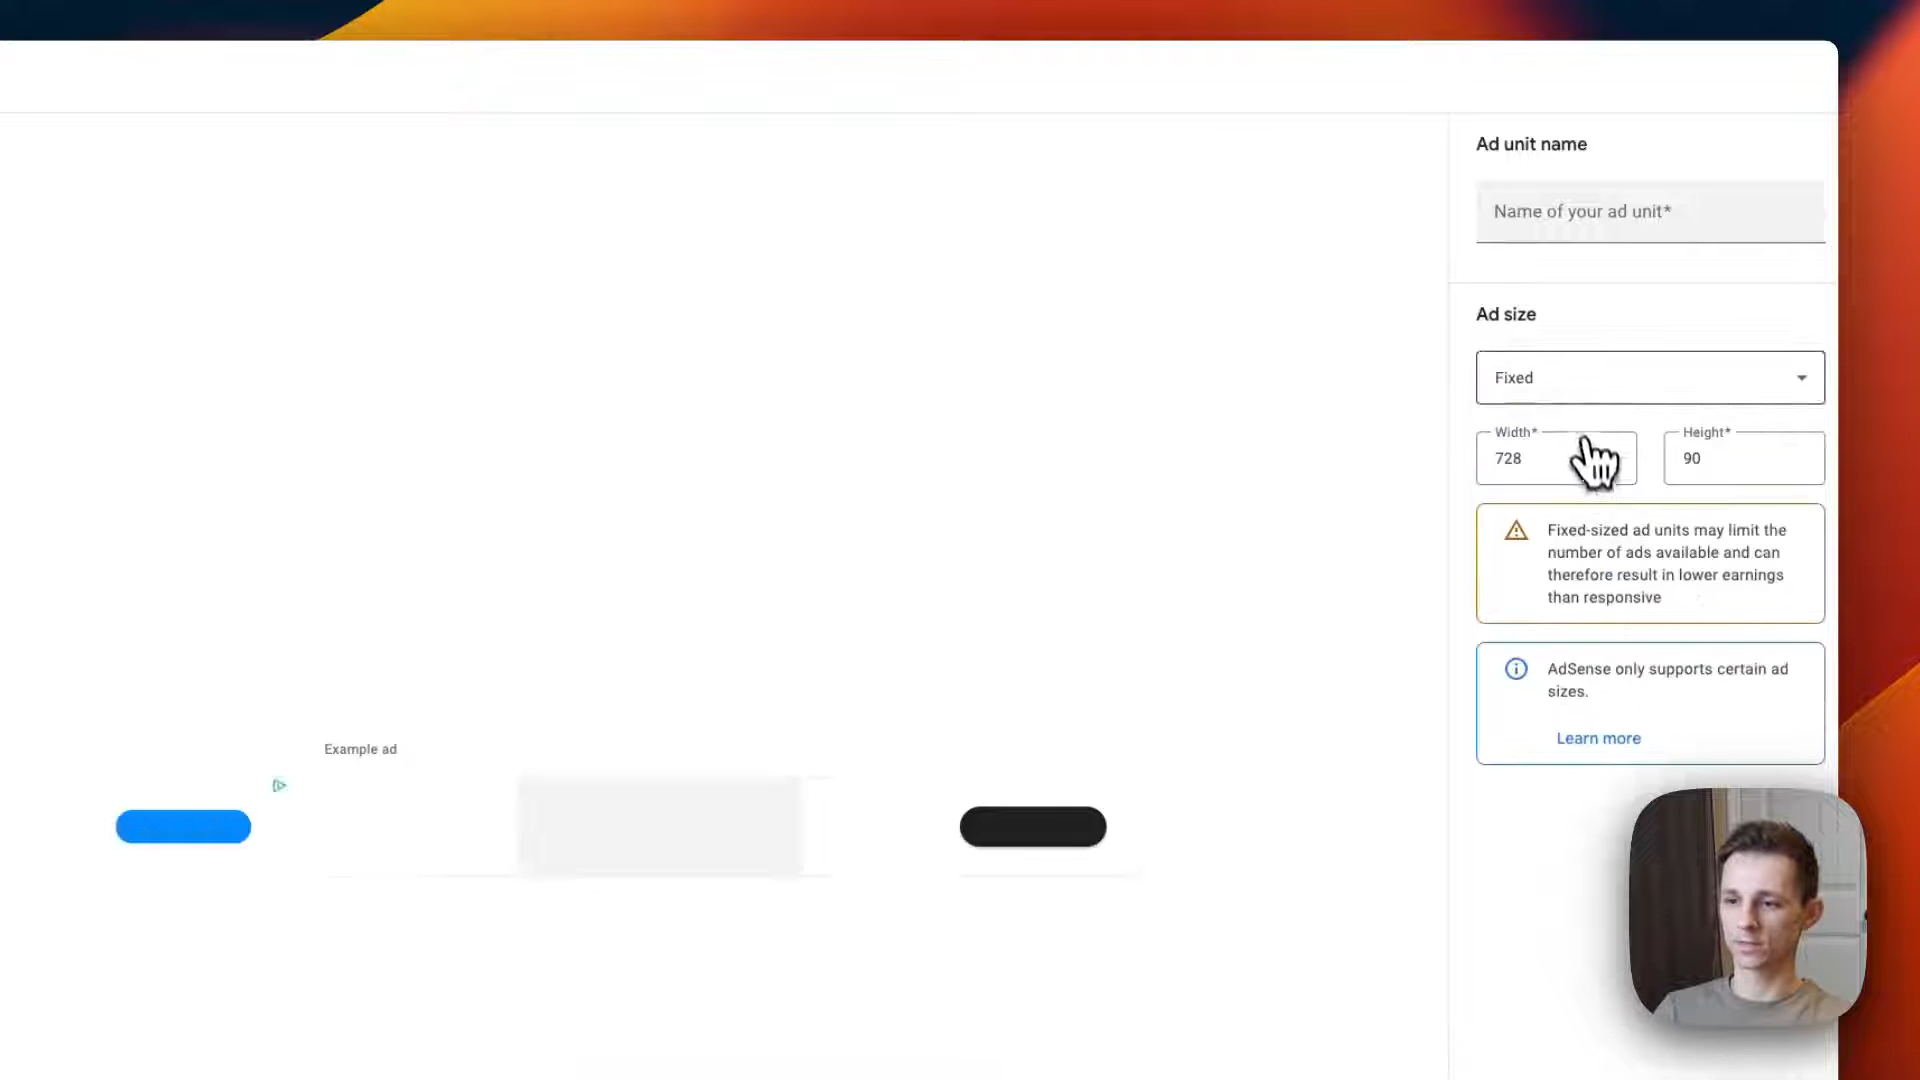 Ad unit name
Name of your ad unit*
Ad size
Fixed
Width*
728
Height*
90
Fixed-sized ad units may limit the
number of ads available and can
therefore result in lower earnings
than responsive
AdSense only supports certain ad
sizes.
Learn more
Example ad